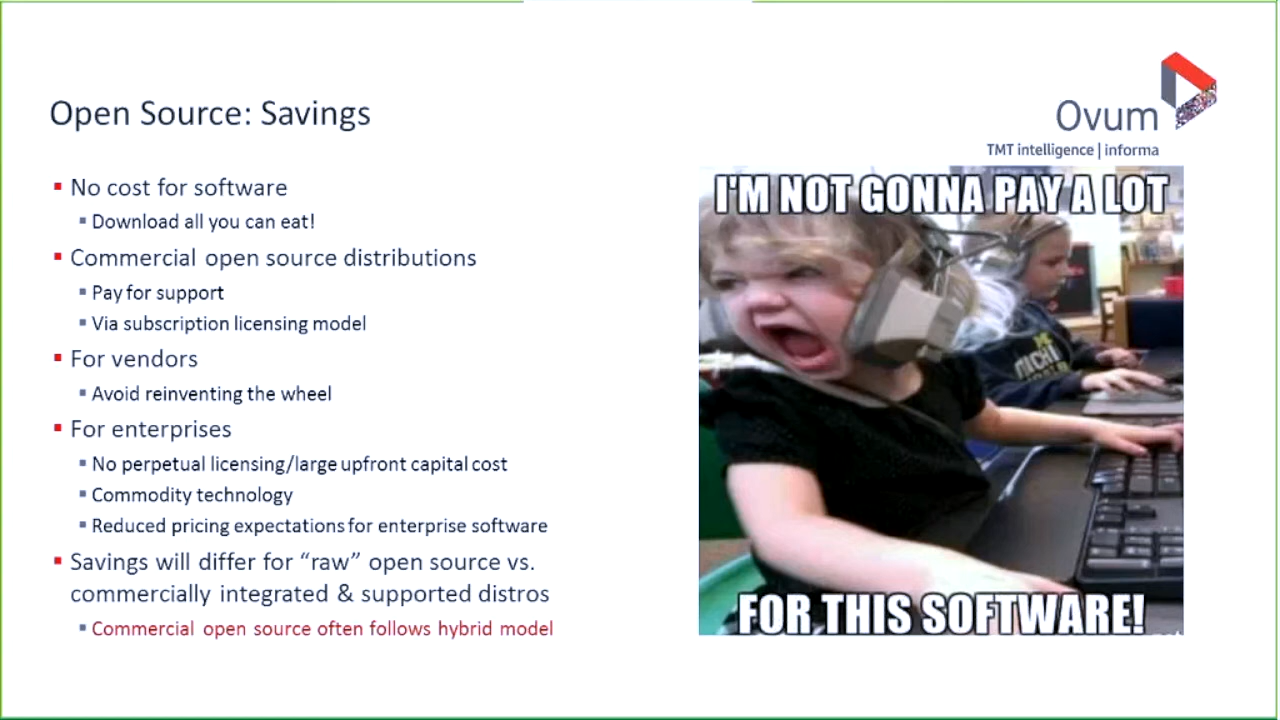 Open Source: Savings
Ovum
TMT intelligence | informa
No cost for software
Download all you can eat!
Commercial open source distributions
Pay for support
Via subscription licensing model
For vendors
Avoid reinventing the wheel
For enterprises
No perpetual licensing/large upfront capital cost
Commodity technology
Reduced pricing expectations for enterprise software
Savings will differ for “raw” open source vs.
commercially integrated & supported distros
Commercial open source often follows hybrid model
I'M NOT GONNA PAY A LOT
FOR THIS SOFTWARE!